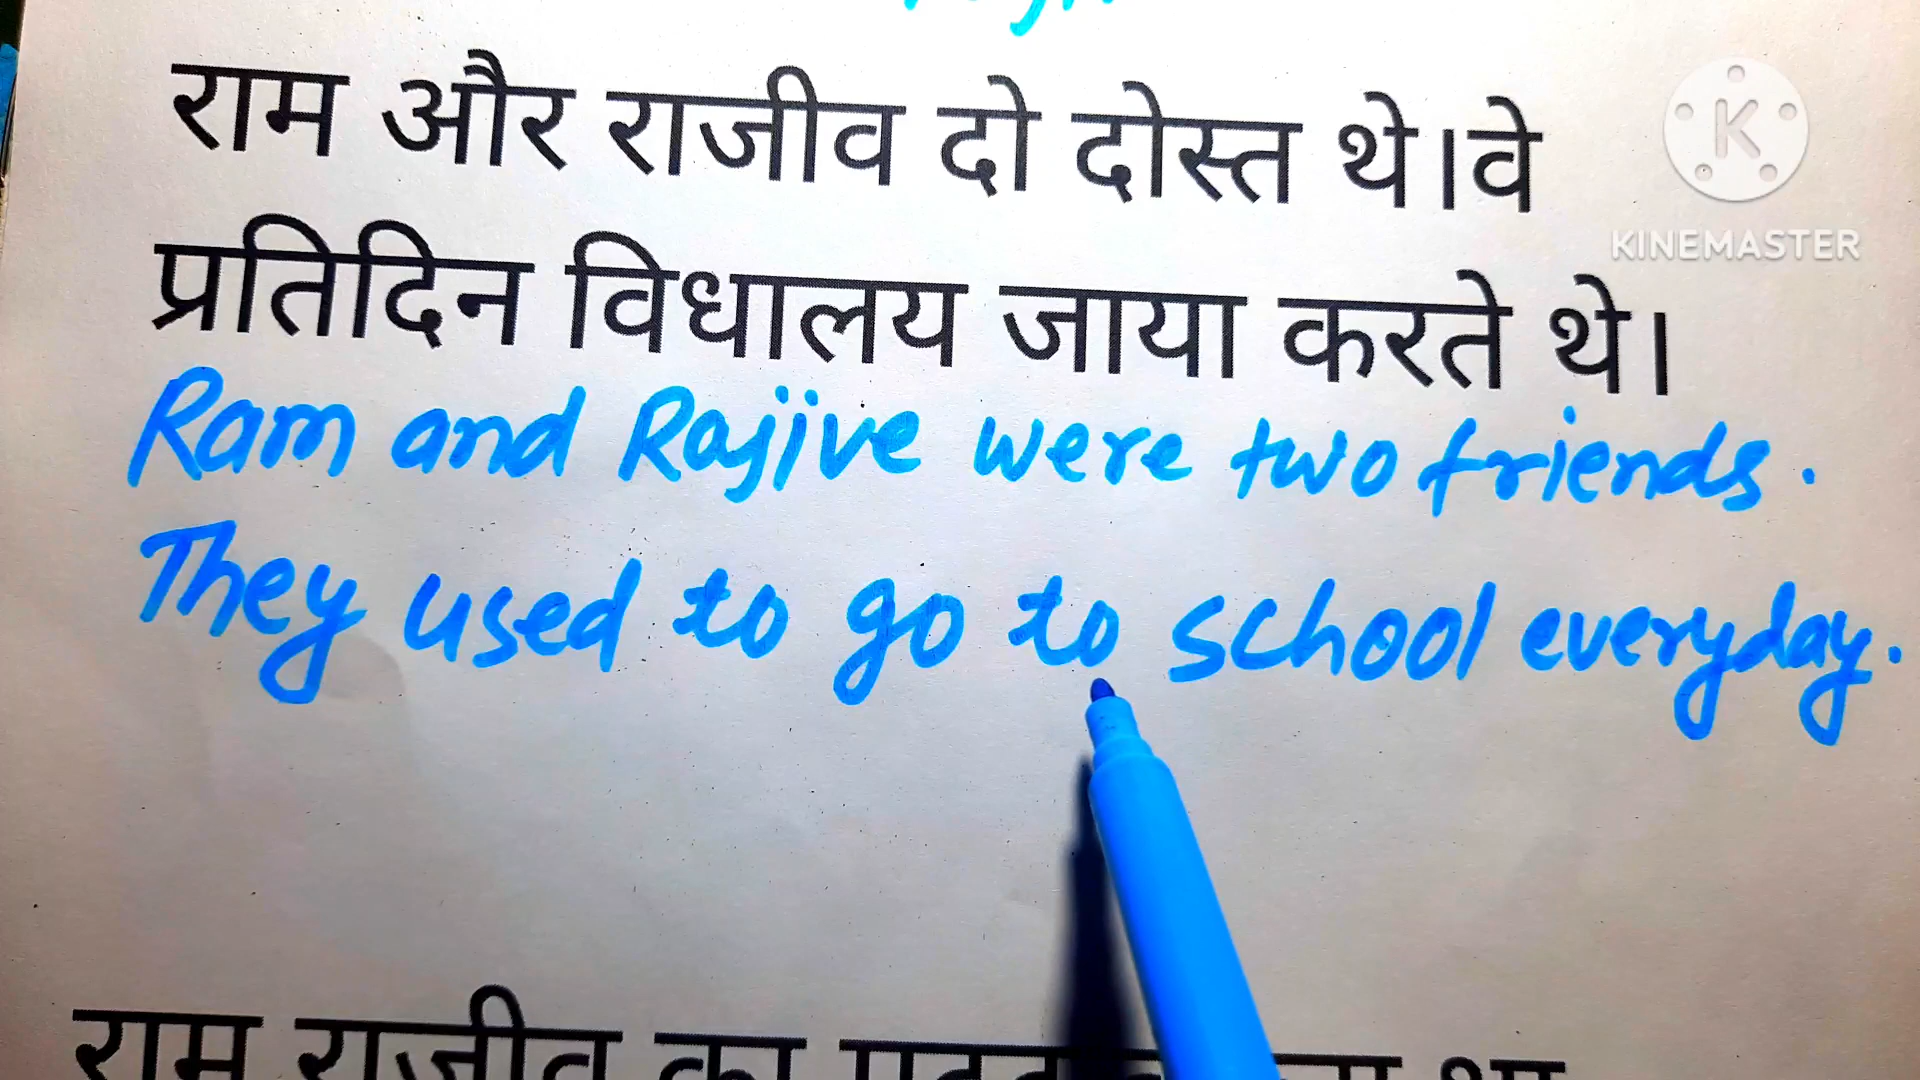 राम और राजीव दो दोस्त थे।वे
प्रतिदिन विधालय जाया करते थे।
Ram and Rajive were two friends.
They used to go to school everyday.
राम राजीव का
KINEMASTER